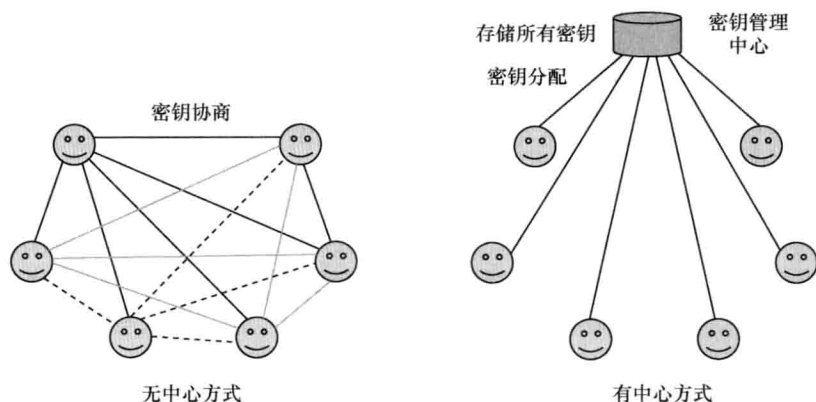 存储所有密钥
密钥管理
中心
密钥分配
密钥协商
无中心方式
有中心方式